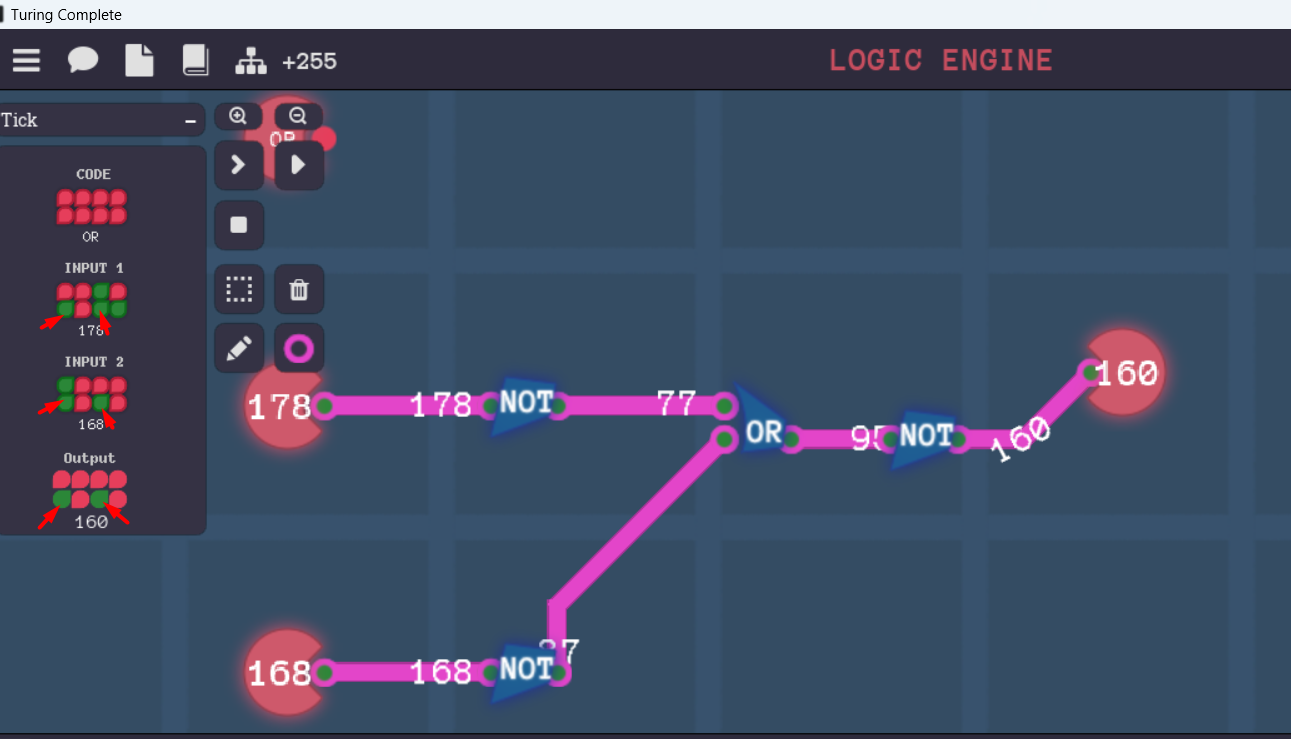 Turing Complete
+255
LOGIC ENGINE
Tick
OR
CODE
OR
INPUT 1
178
INPUT 2
168
Output
160
178
178
NOT
77
OR
NOT
160
160
168
168
NOT